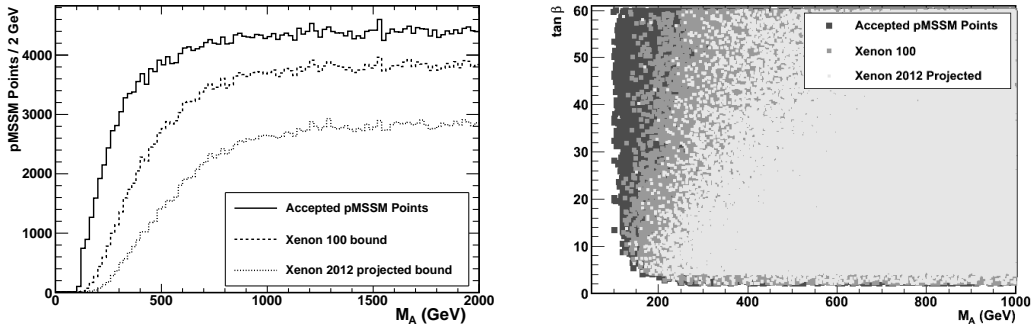 pMSSM Points / 2 GeV
4000
3000
2000
1000
0
0
500
1000
1500
2000
M_A (GeV)
Accepted pMSSM Points
Xenon 100 bound
Xenon 2012 projected bound
tan β
60
50
40
30
20
10
0
200
400
600
800
1000
M_A (GeV)
Accepted pMSSM Points
Xenon 100
Xenon 2012 Projected